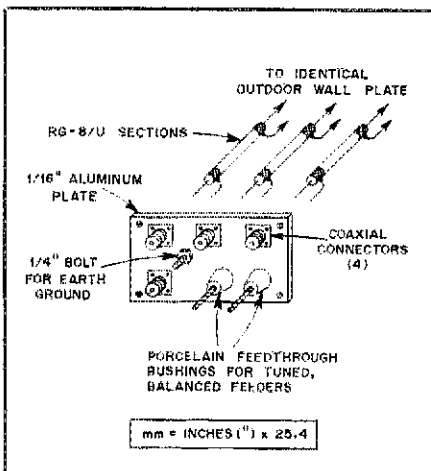 TO IDENTICAL
OUTDOOR WALL PLATE
RG-8/U SECTIONS
1/16" ALUMINUM
PLATE
COAXIAL
CONNECTORS
(4)
1/4" BOLT
FOR EARTH
GROUND
PORCELAIN FEEDTHROUGH
BUSHINGS FOR TUNED,
BALANCED FEEDERS
mm = INCHES (") x 25.4